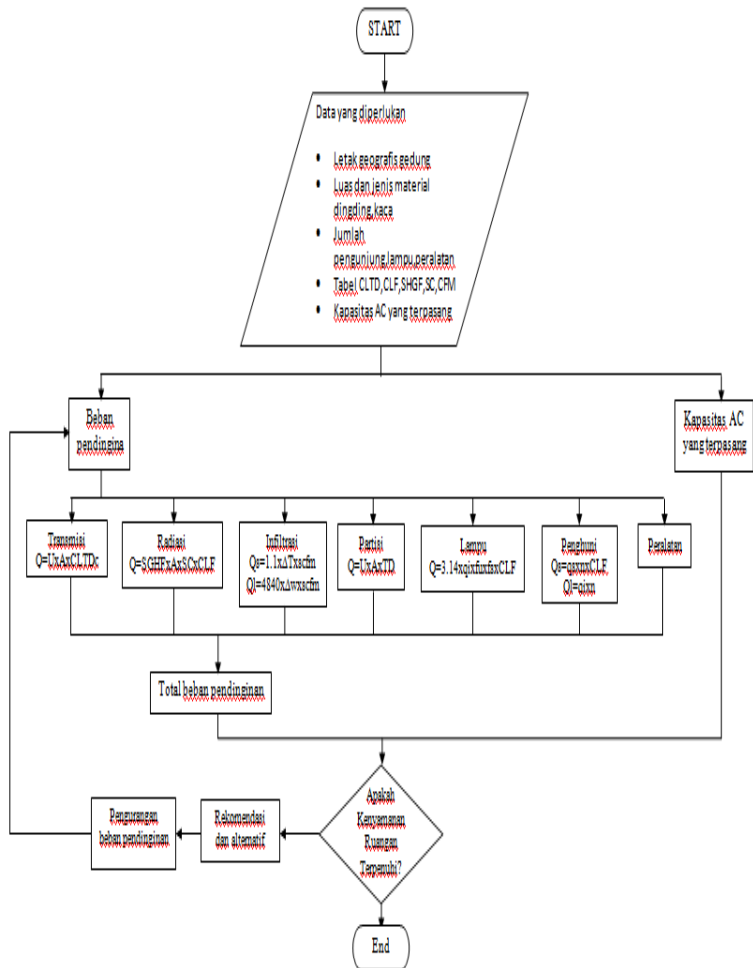 START
Data yang diperlukan
• Letak geografis gedung
• Luas dan jenis material
dingding,kaca
• Jumlah
pengunjung,lampu,peralatan
• Tabel CLTD,CLF,SHGF,SC,CFM
• Kapasitas AC yang terpasang
Beban
pendingina
Kapasitas AC
yang terpasang
Transmisi
Q=UxAxCLTDc
Radiasi
Q=SGHFxAxSCxCLF
Infiltrasi
Qs=1.1xΔTxscfm
Ql=4840xΔwxscfm
Partisi
Q=UxAxTD
Lampu
Q=3.14xqixfuxfsxCLF
Penghuni
Qs=qsxnxCLF
Ql=qlxn
Peralatan
Total beban pendinginan
Apakah
Kenyamanan
Ruangan
Terpenuhi?
Rekomendasi
dan alternatif
Pengurangan
beban pendinginan
End